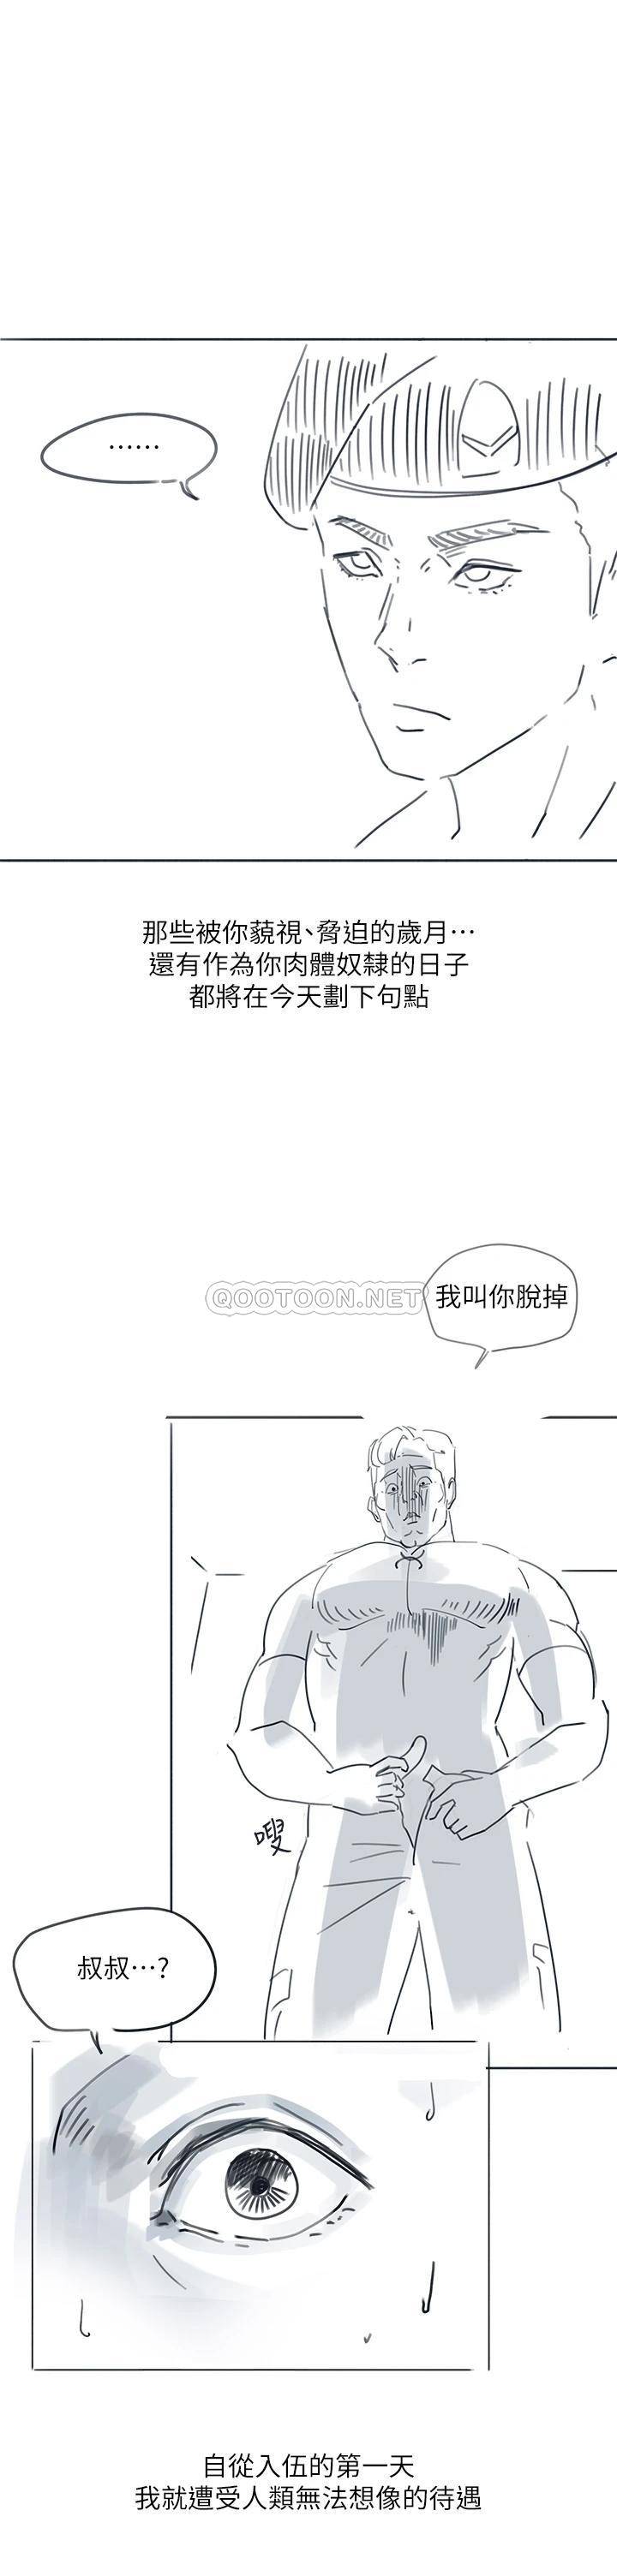 ……
那些被你藐視、脅迫的歲月…
還有作為你肉體奴隸的日子
都將在今天劃下句點
QOOTOON.NET
我叫你脫掉
嗖
叔叔…?
自從入伍的第一天
我就遭受人類無法想像的待遇